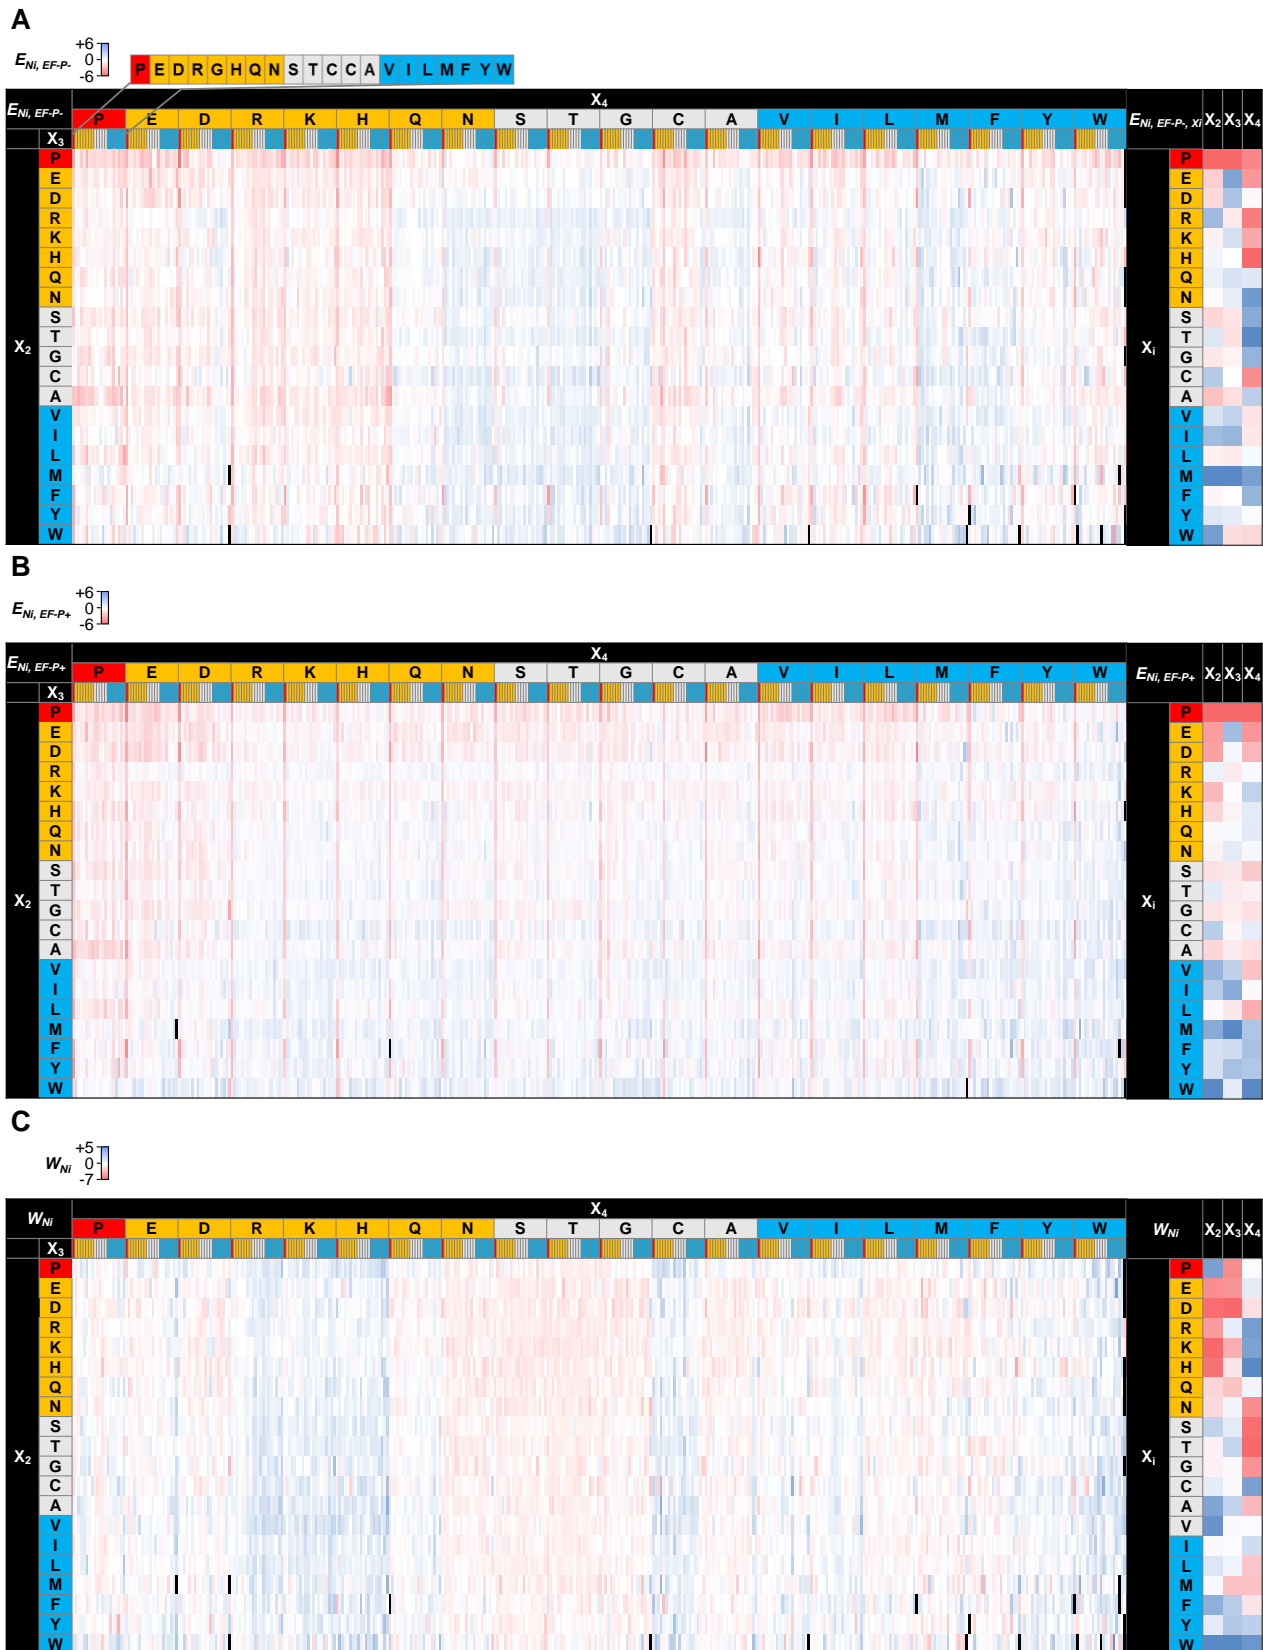 A
E_Ni, EF-P-
+6
0
-6
P E D R G H Q N S T C C A V I L M F Y W
E_Ni, EF-P-
X4
P E D R K H Q N S T G C A V I L M F Y W
X3
X2
P
E
D
R
K
H
Q
N
S
T
G
C
A
V
I
L
M
F
Y
W
E_Ni, EF-P-, Xi
X2 X3 X4
Xi
P
E
D
R
K
H
Q
N
S
T
G
C
A
V
I
L
M
F
Y
W
B
E_Ni, EF-P+
+6
0
-6
E_Ni, EF-P+
X4
P E D R K H Q N S T G C A V I L M F Y W
X3
X2
P
E
D
R
K
H
Q
N
S
T
G
C
A
V
I
L
M
F
Y
W
E_Ni, EF-P+
X2 X3 X4
Xi
P
E
D
R
K
H
Q
N
S
T
G
C
A
V
I
L
M
F
Y
W
C
W_Ni
+5
0
-7
W_Ni
X4
P E D R K H Q N S T G C A V I L M F Y W
X3
X2
P
E
D
R
K
H
Q
N
S
T
G
C
A
V
I
L
M
F
Y
W
W_Ni
X2 X3 X4
Xi
P
E
D
R
K
H
Q
N
S
T
G
C
A
V
I
L
M
F
Y
W